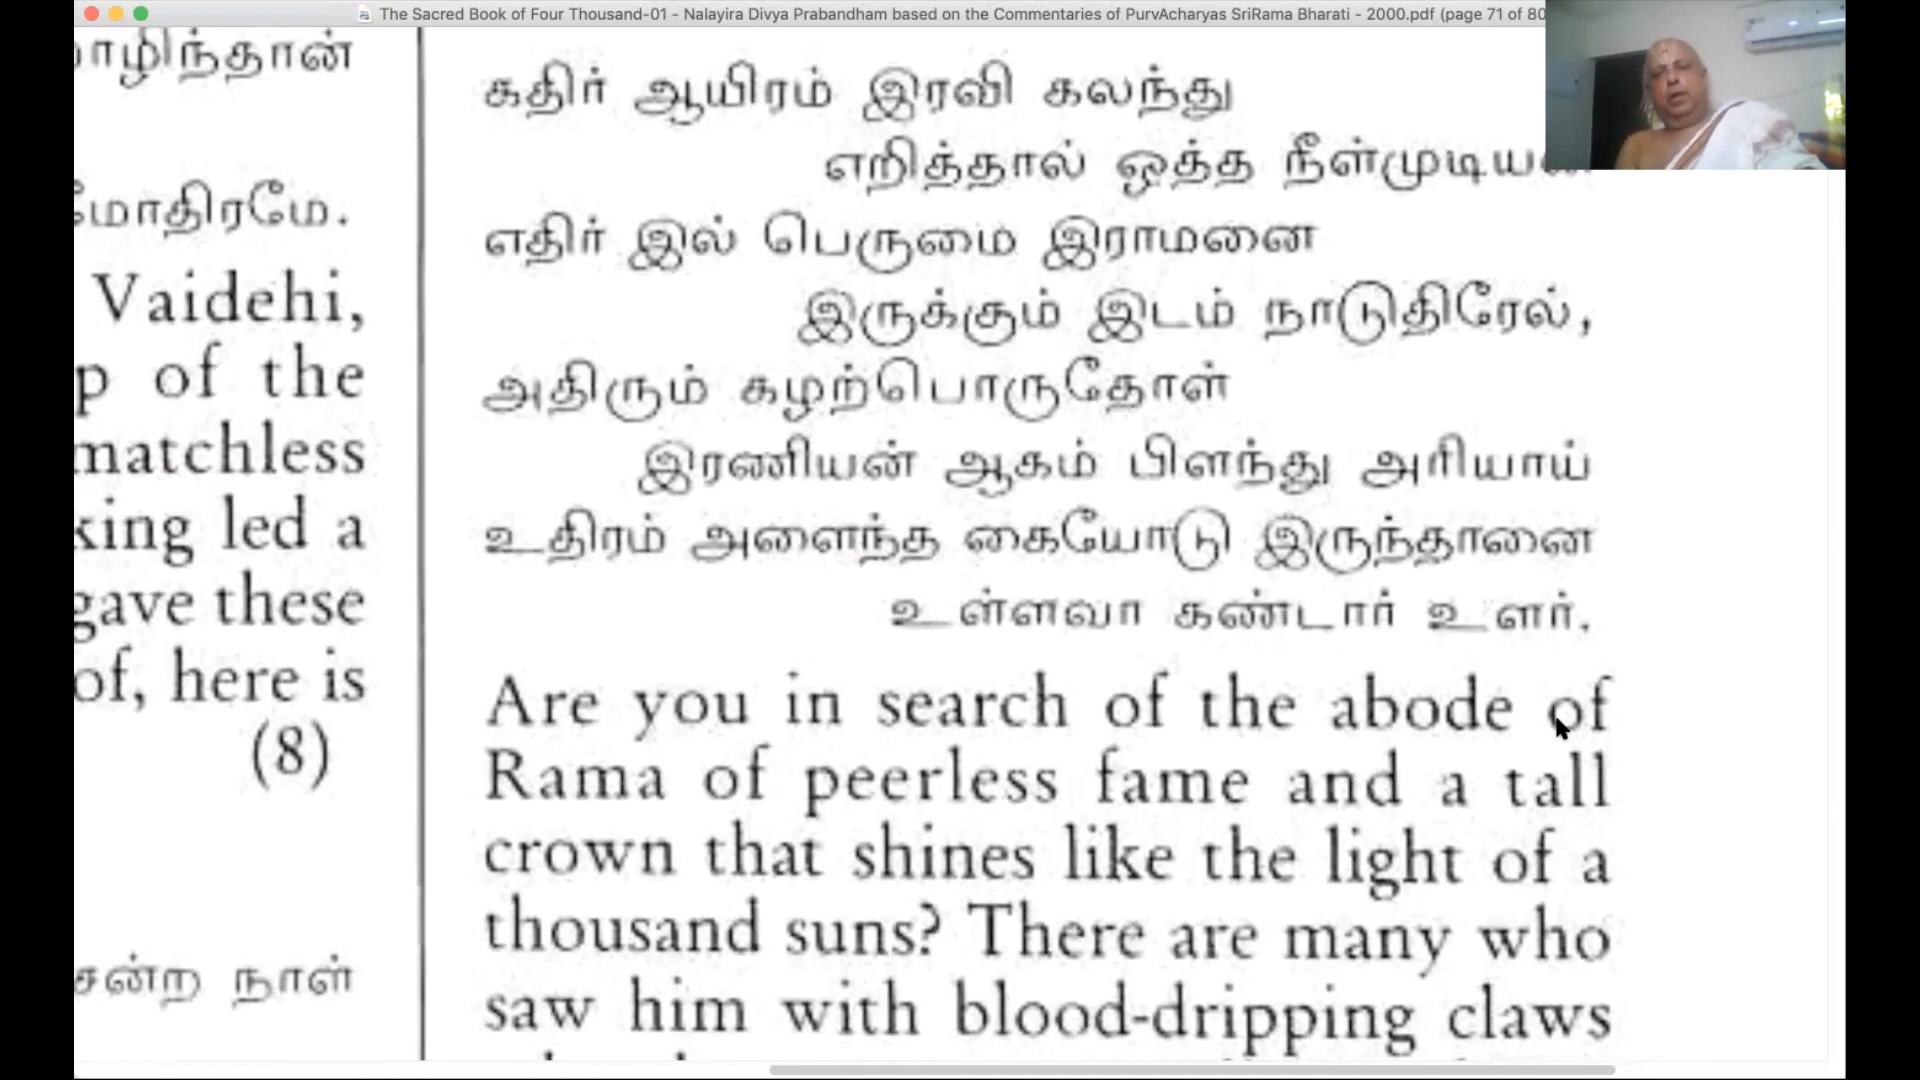 The Sacred Book of Four Thousand-01 - Nalayira Divya Prabandham based on the Commentaries of PurvAcharyas SriRama Bharati - 2000.pdf (page 71 of 80
மோதிரமே.
Vaidehi,
of the
matchless
led a
these
of, here is
(8)
நாள்
கதிர் ஆயிரம் இரவி கலந்து
எறித்தால் ஒத்த
எதிர் இல் பெருமை இராமனை
இருக்கும் இடம் நாடுதிரேல்,
அதிரும் கழற்பொருதோள்
இரணியன் ஆகம் பிளந்து அரியாய்
உதிரம் அளைந்த கையோடு இருந்தானை
உள்ளவா கண்டார் உளர்.
Are you in search of the abode of
Rama of peerless fame and a tall
crown that shines like the light of a
thousand suns? There are many who
saw him with blood-dripping claws